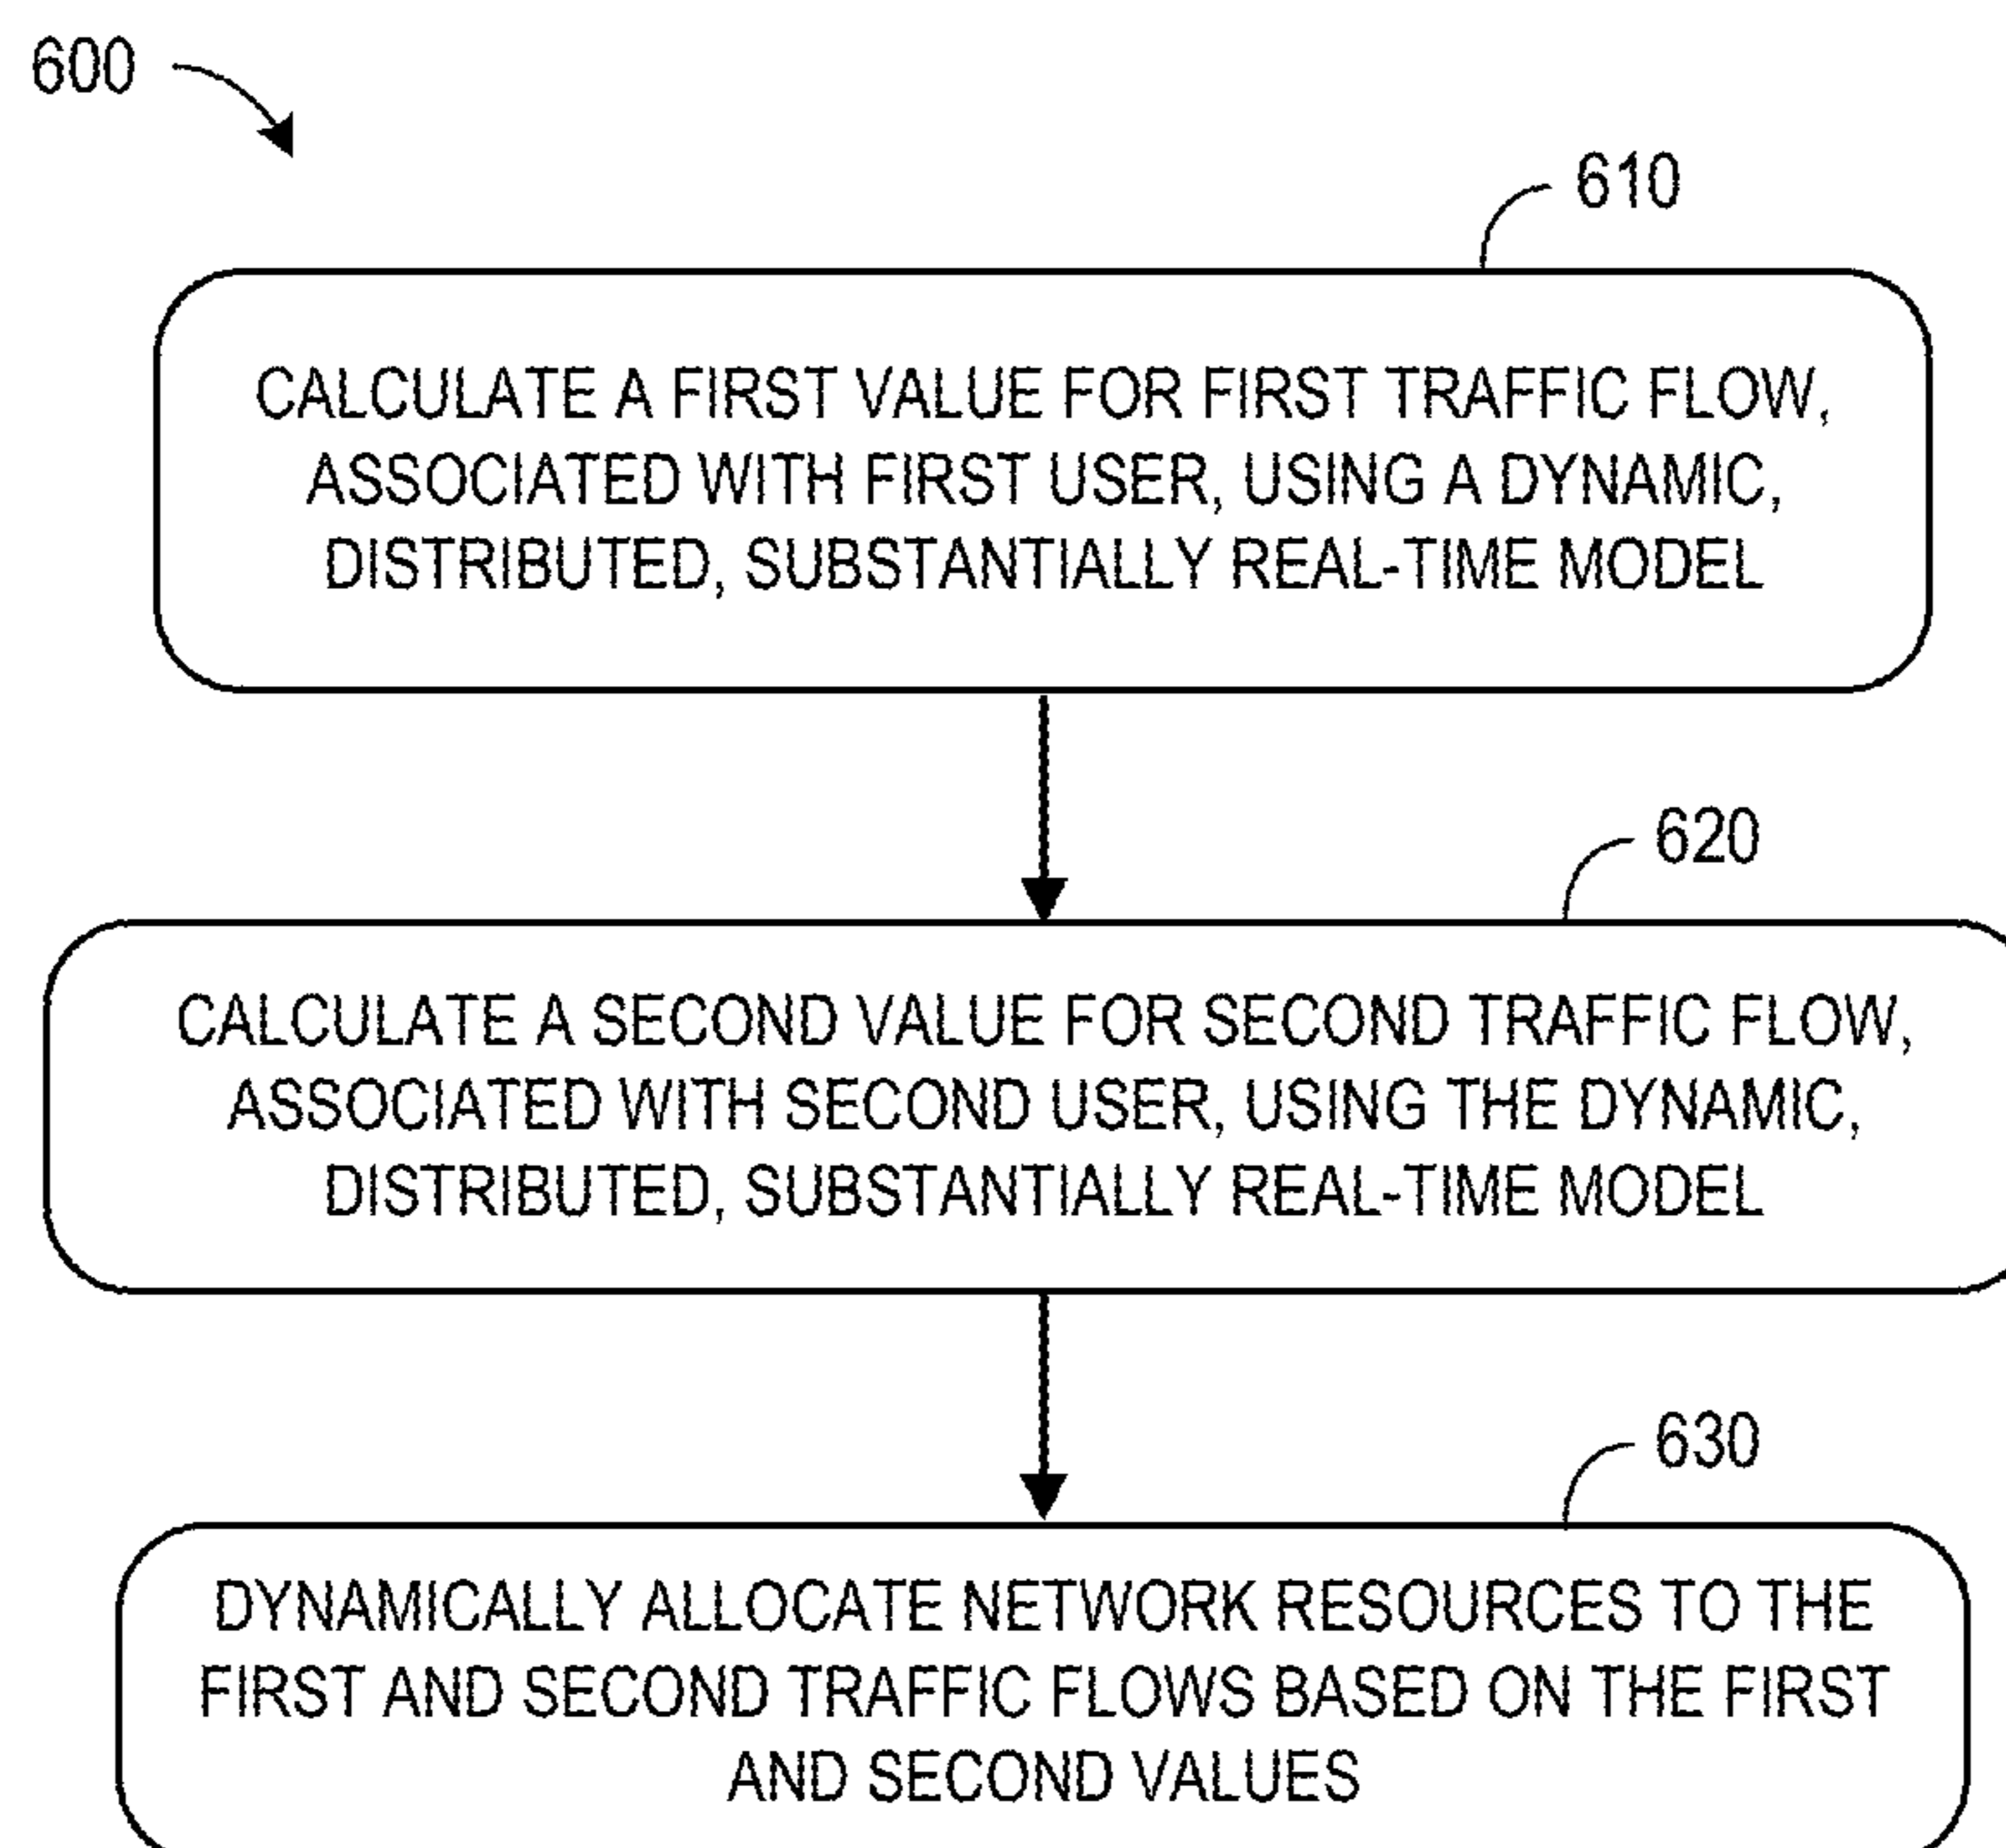 600
610
CALCULATE A FIRST VALUE FOR FIRST TRAFFIC FLOW,
ASSOCIATED WITH FIRST USER, USING A DYNAMIC,
DISTRIBUTED, SUBSTANTIALLY REAL-TIME MODEL
620
CALCULATE A SECOND VALUE FOR SECOND TRAFFIC FLOW,
ASSOCIATED WITH SECOND USER, USING THE DYNAMIC,
DISTRIBUTED, SUBSTANTIALLY REAL-TIME MODEL
630
DYNAMICALLY ALLOCATE NETWORK RESOURCES TO THE
FIRST AND SECOND TRAFFIC FLOWS BASED ON THE FIRST
AND SECOND VALUES